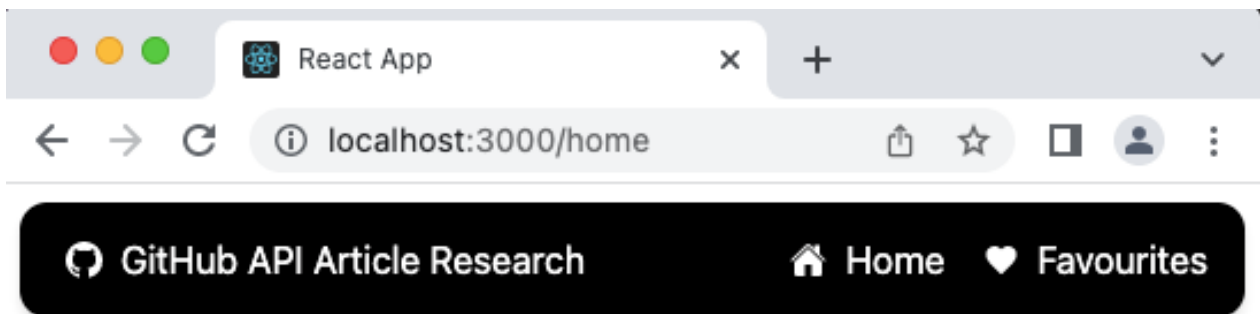 React App
localhost:3000/home
GitHub API Article Research Home Favourites